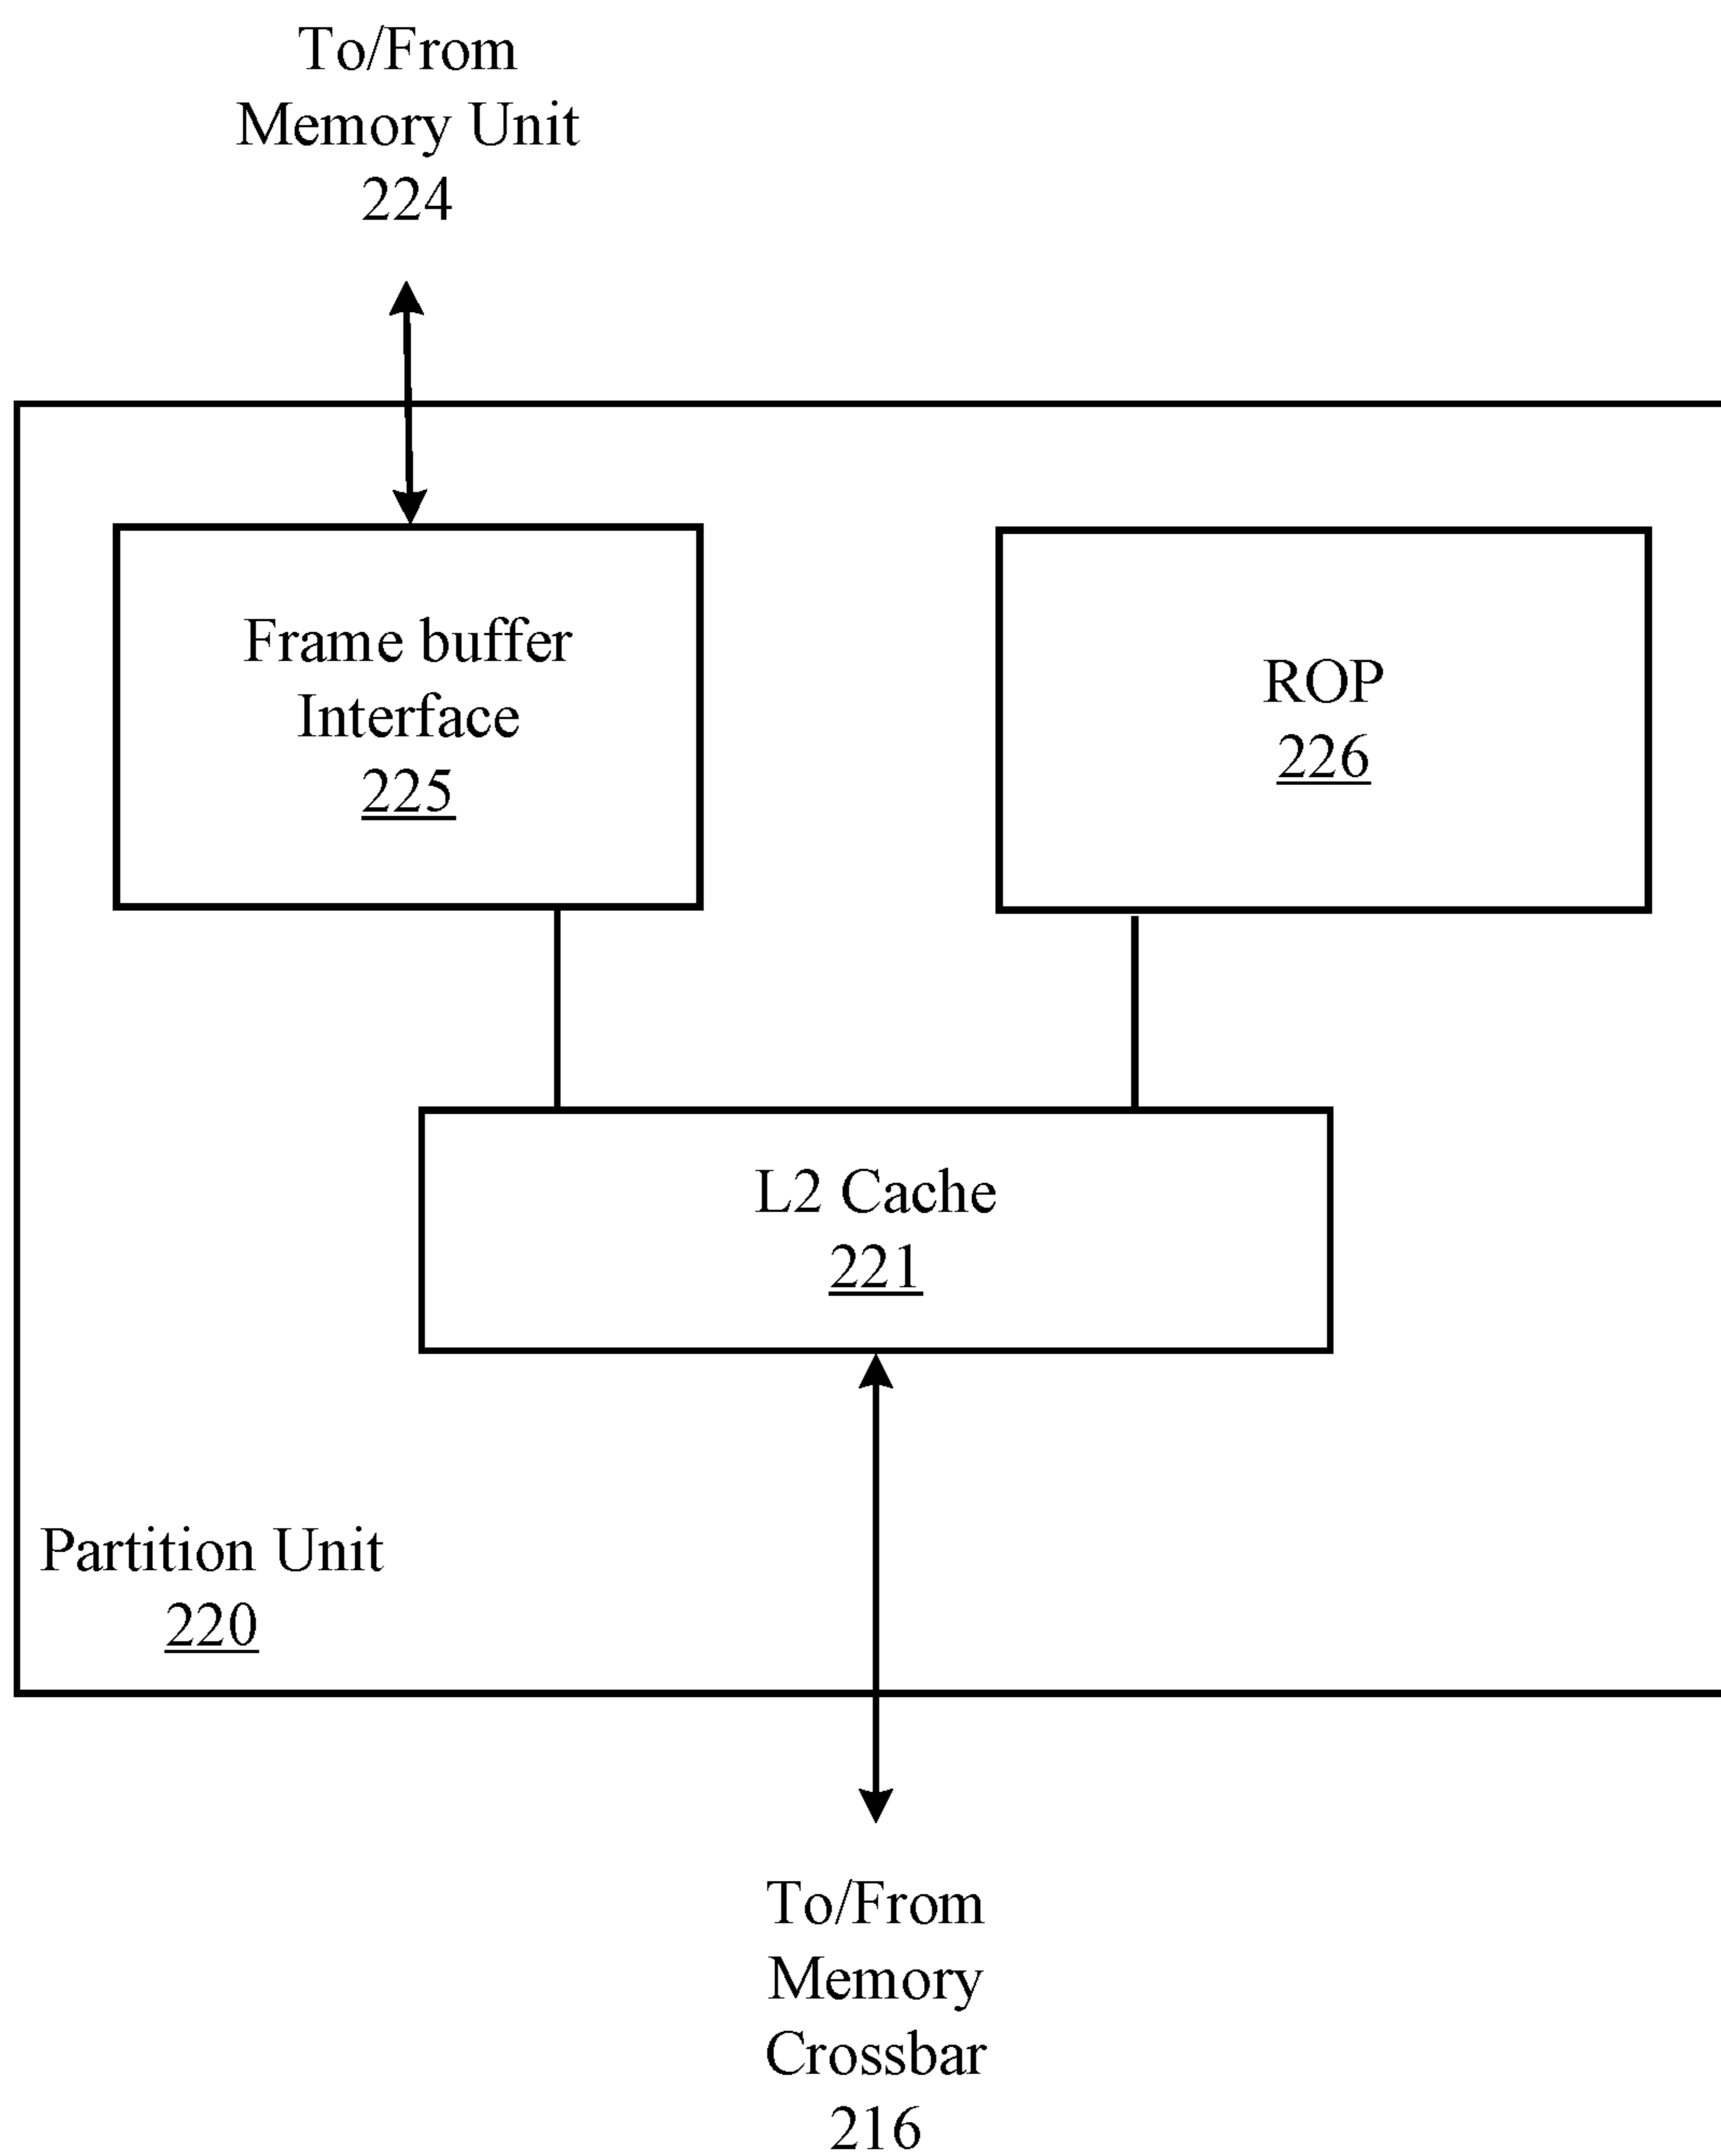 To/From
Memory Unit
224
Frame buffer
Interface
225
ROP
226
L2 Cache
221
Partition Unit
220
To/From
Memory
Crossbar
216